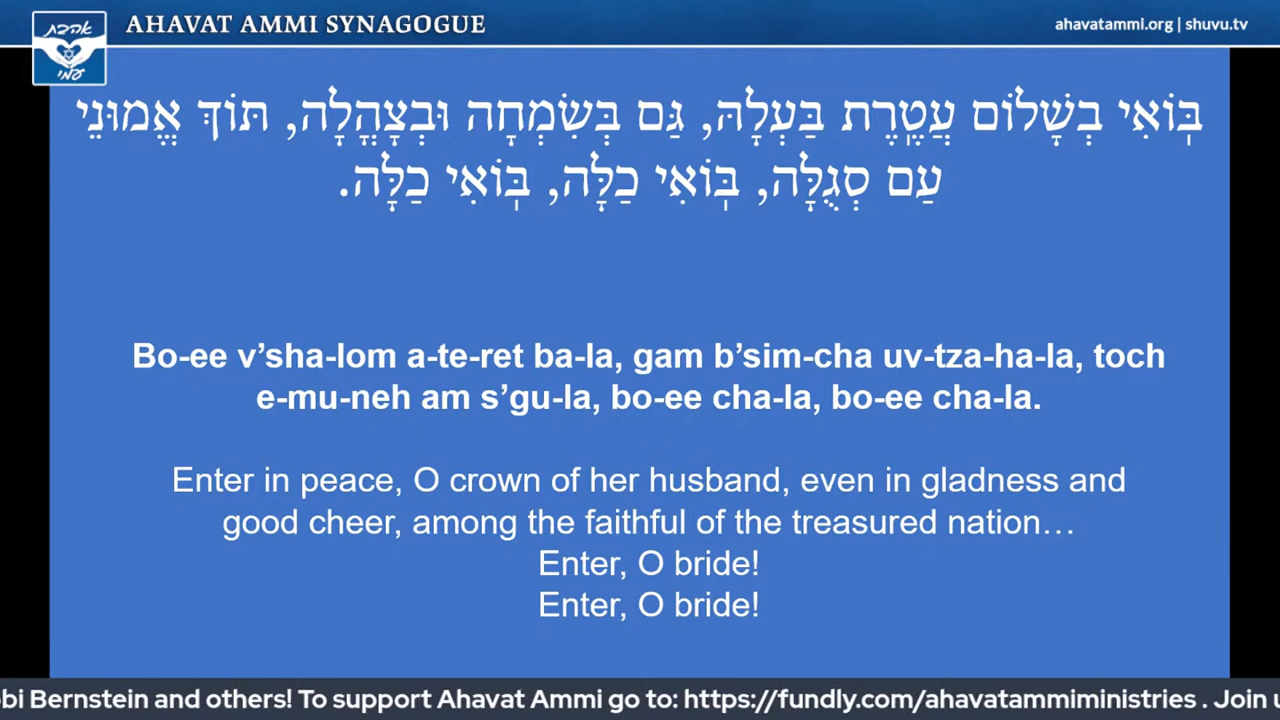 אהבת
עמי
AHAVAT AMMI SYNAGOGUE
ahavatammi.org | shuvu.tv
בּוֹאִי בְשָׁלוֹם עֲטֶֽרֶת בַּעְלָהּ, גַּם בְּשִׂמְחָה וּבְצָהֳלָה, תּוֹךְ אֱמוּנֵי
עַם סְגֻלָּה, בּוֹאִי כַלָּה, בּוֹאִי כַלָּה.
Bo-ee v’sha-lom a-te-ret ba-la, gam b’sim-cha uv-tza-ha-la, toch
e-mu-neh am s’gu-la, bo-ee cha-la, bo-ee cha-la.
Enter in peace, O crown of her husband, even in gladness and
good cheer, among the faithful of the treasured nation…
Enter, O bride!
Enter, O bride!
bi Bernstein and others! To support Ahavat Ammi go to: https://fundly.com/ahavatammiministries . Join